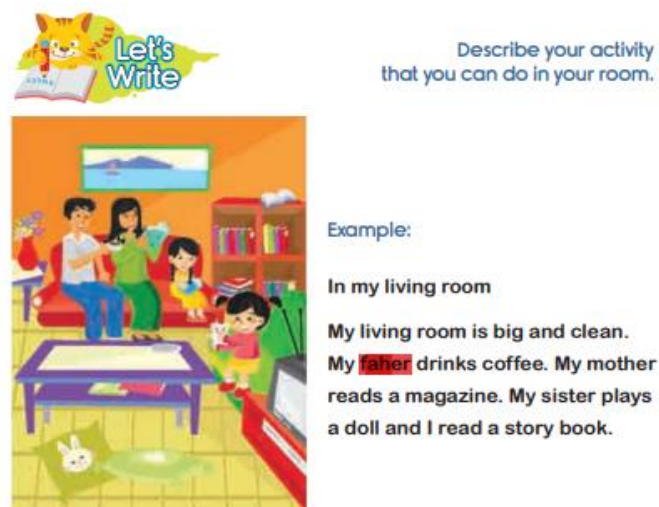 Let's
Write
Describe your activity
that you can do in your room.
Example:
In my living room
My living room is big and clean.
My faher drinks coffee. My mother
reads a magazine. My sister plays
a doll and I read a story book.